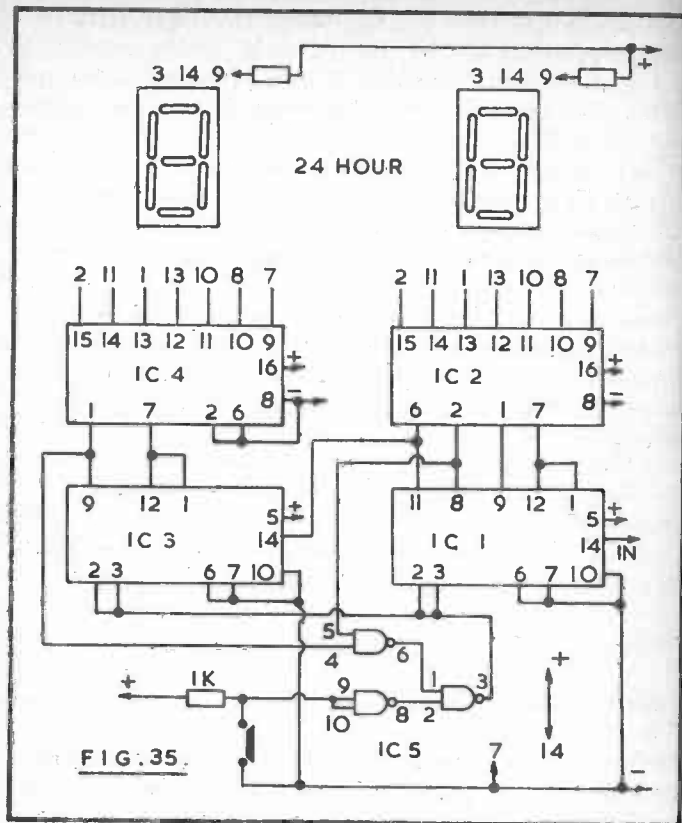 3 14 9 + 3 14 9
24 HOUR
2 11 1 13 10 8 7 2 11 1 13 10 8 7
15 14 13 12 11 10 9 15 14 13 12 11 10 9
IC 4 16 + IC 2 16 +
8 − 8 −
1 7 2 6 6 2 1 7
9 12 1 11 8 9 12 1
5 + 5 +
IC 3 14 IC 1 14 IN
2 3 6 7 10 2 3 6 7 10
5 6
4 1 3 +
+ 1K 9 2
10 8
IC5 7 14
FIG.35. −